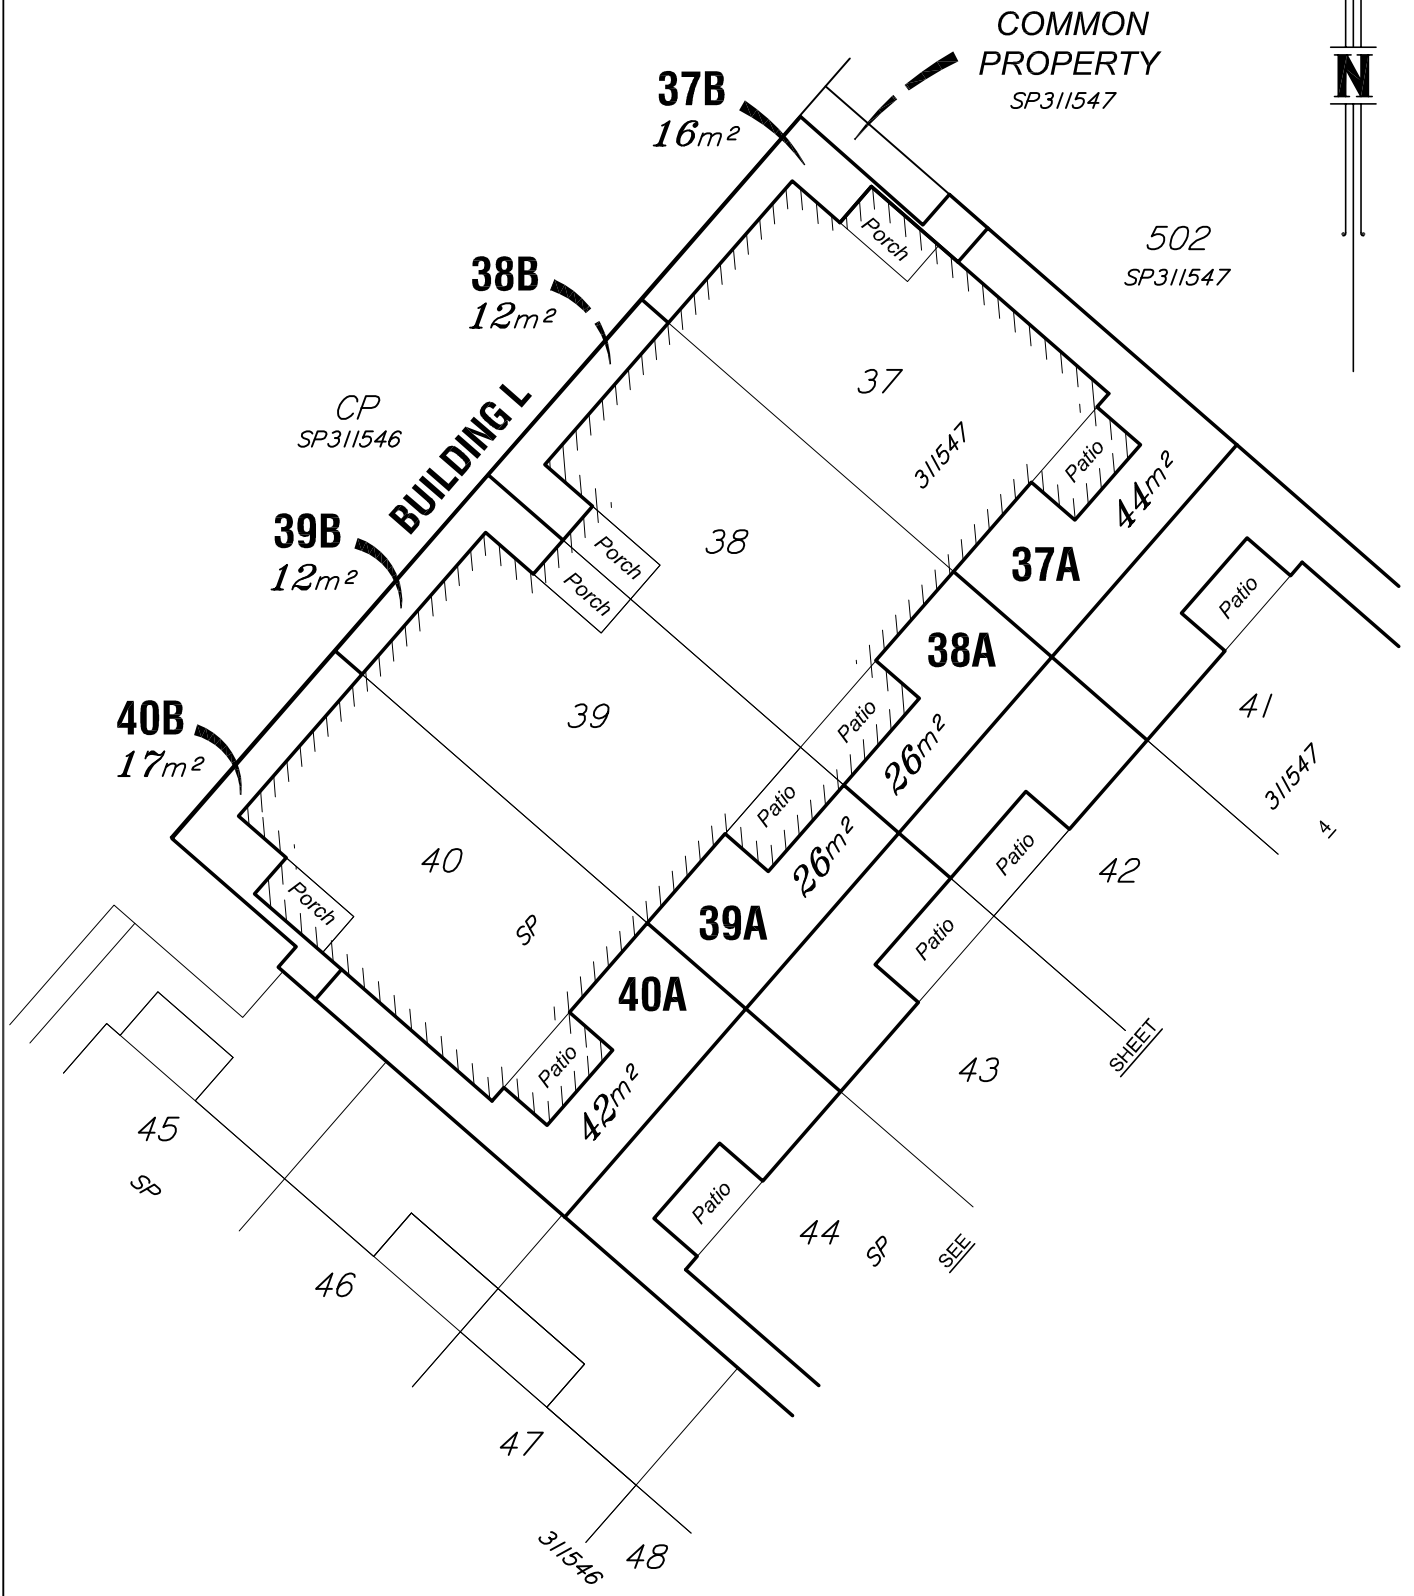 COMMON
PROPERTY
SP311547
N
37B
16m²
Porch
502
SP311547
38B
12m²
37
311547
CP
SP311546
BUILDING L
Patio
44m²
39B
12m²
38
Porch
Porch
37A
Patio
38A
41
311547
4
40B
17m²
39
Patio
26m²
Patio
26m²
Patio
42
40
Porch
SP
39A
Patio
40A
SHEET
Patio
42m²
43
45
SP
Patio
44
SP
SEE
46
47
311546
48